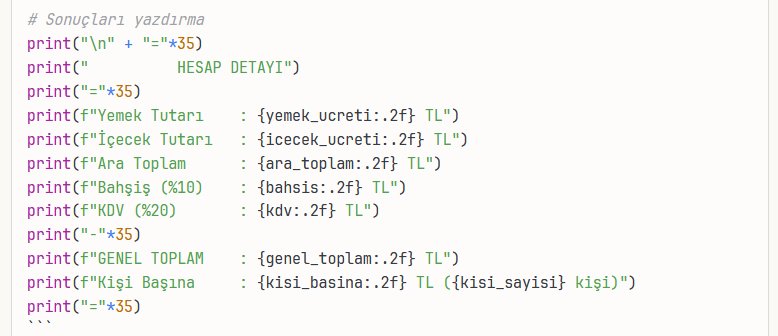 # Sonuçları yazdırma
print("\n" + "="*35)
print("          HESAP DETAYI")
print("="*35)
print(f"Yemek Tutarı    : {yemek_ucreti:.2f} TL")
print(f"İçecek Tutarı   : {icecek_ucreti:.2f} TL")
print(f"Ara Toplam      : {ara_toplam:.2f} TL")
print(f"Bahşiş (%10)    : {bahsis:.2f} TL")
print(f"KDV (%20)       : {kdv:.2f} TL")
print("-"*35)
print(f"GENEL TOPLAM    : {genel_toplam:.2f} TL")
print(f"Kişi Başına     : {kisi_basina:.2f} TL ({kisi_sayisi} kişi)")
print("="*35)
```